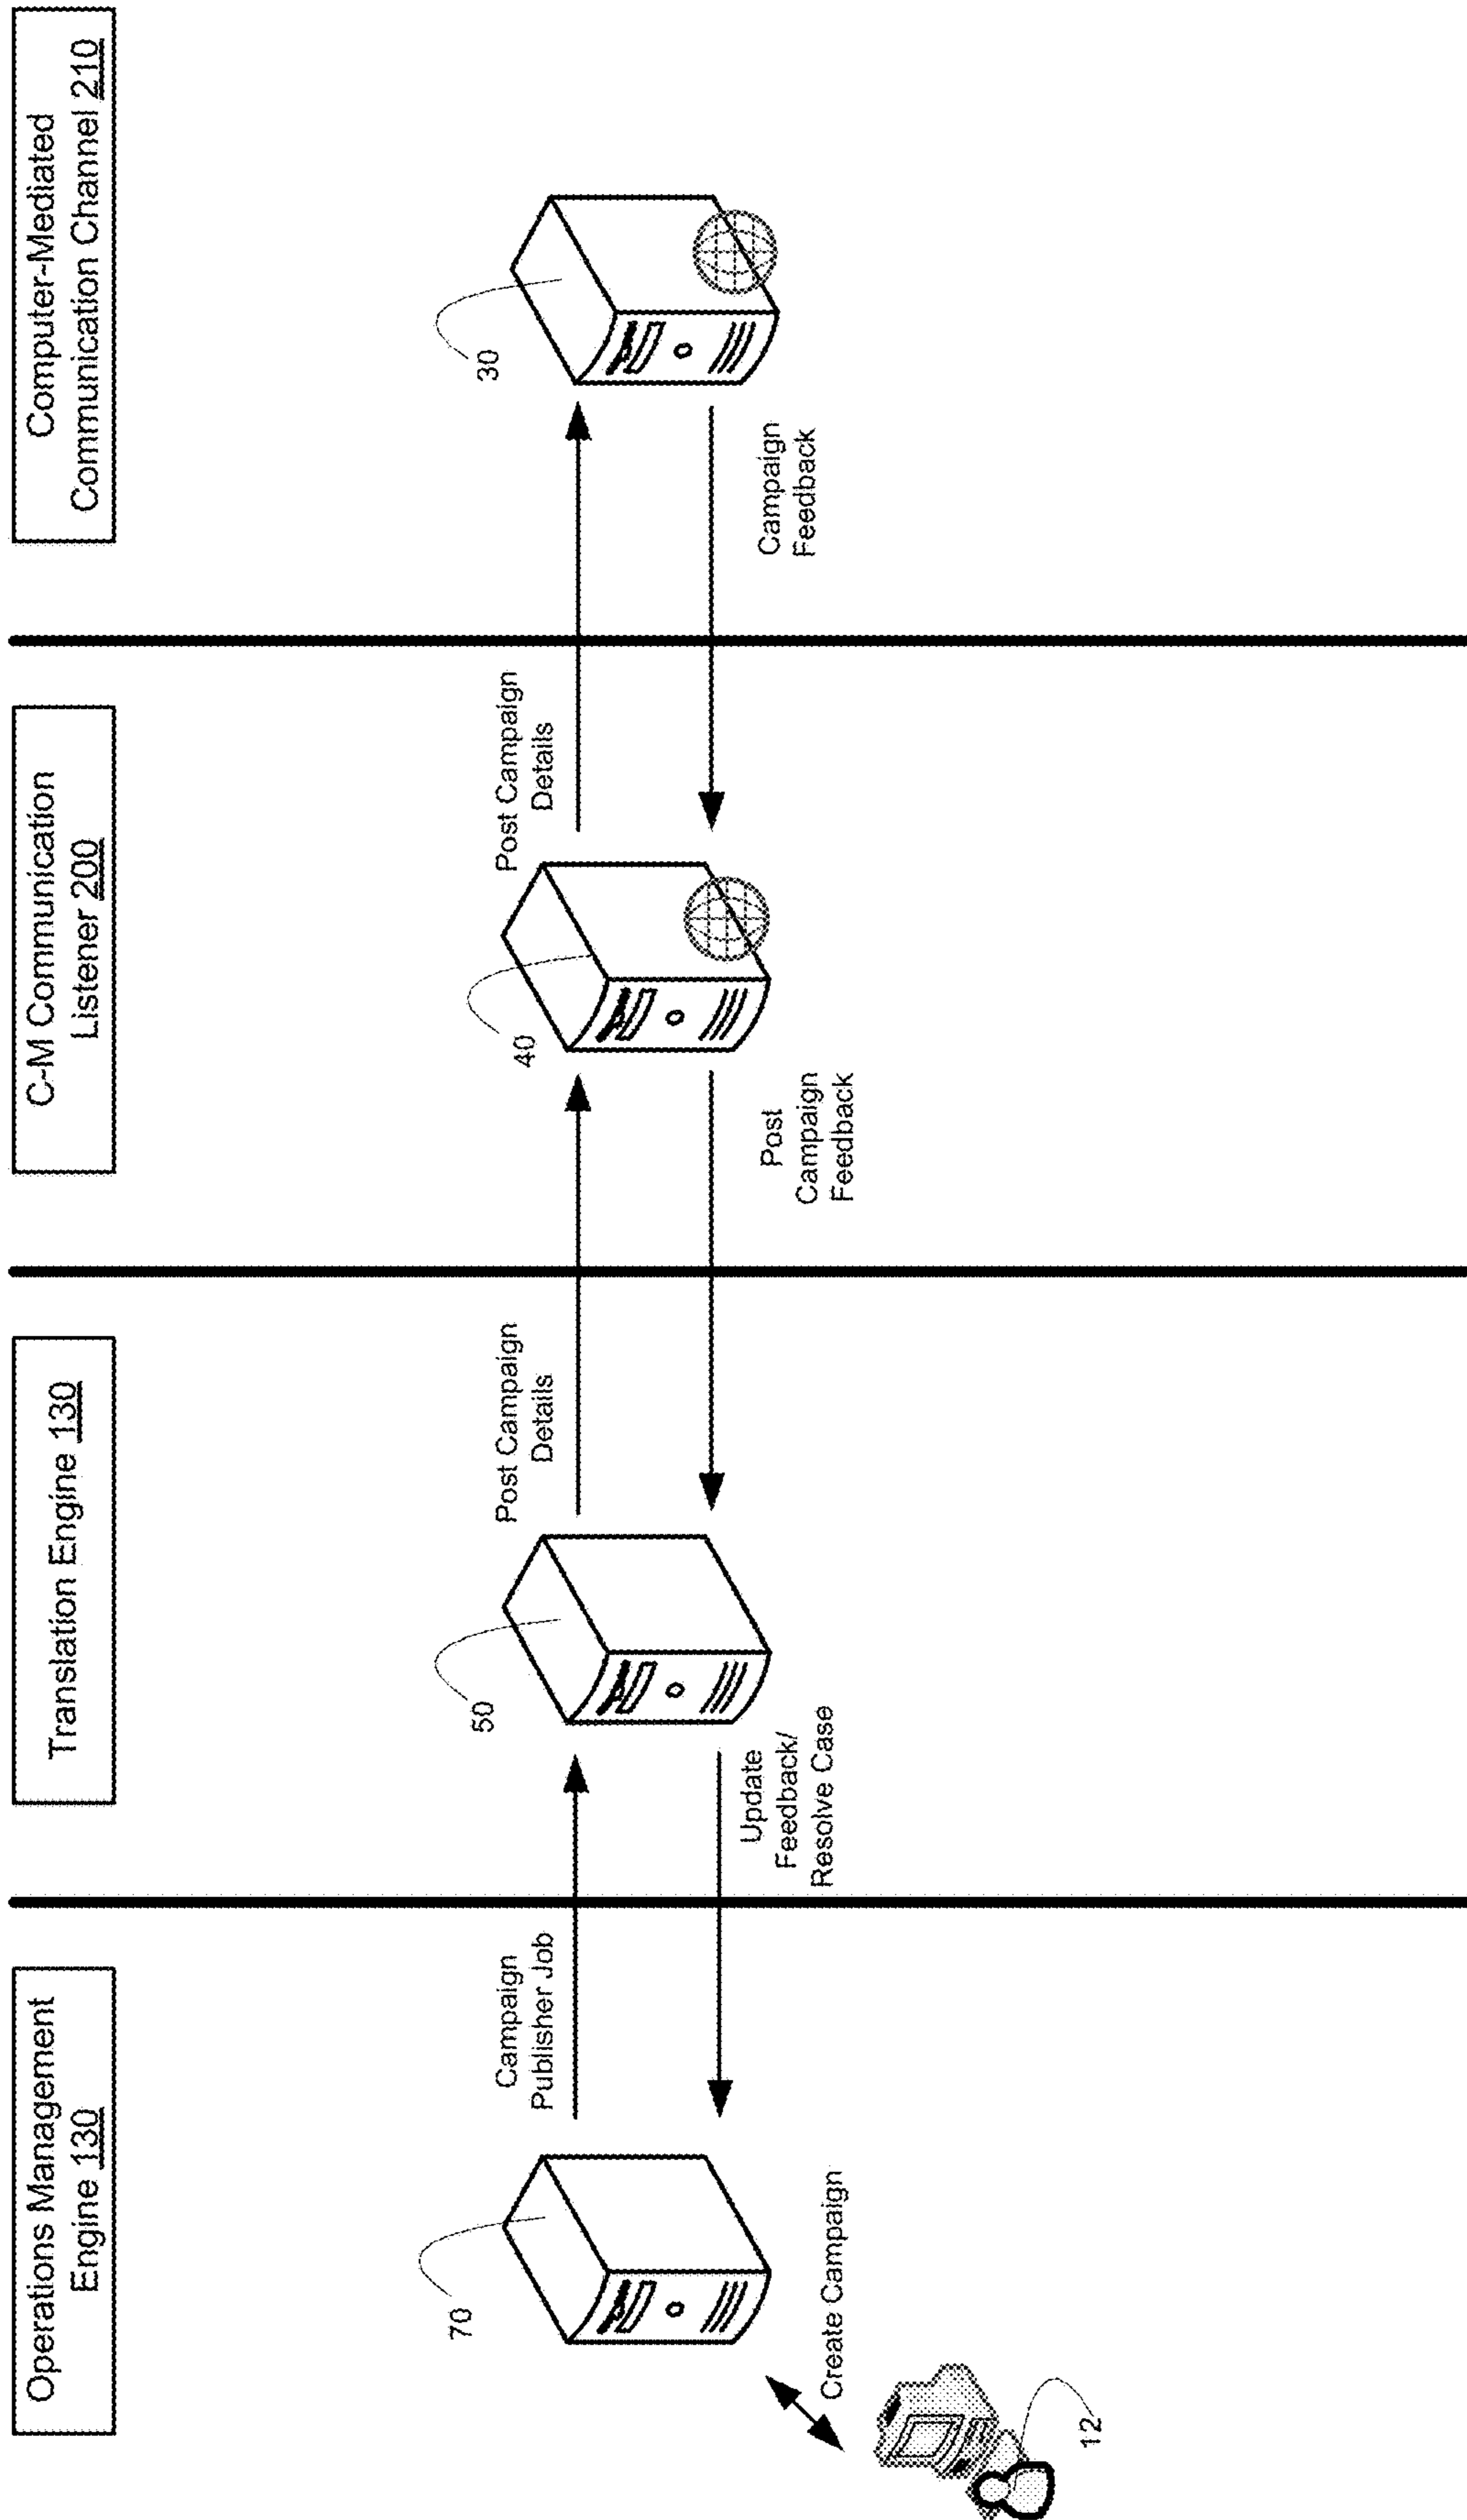 Operations Management
Engine 130
Translation Engine 130
C-M Communication
Listener 200
Computer-Mediated
Communication Channel 210
70
50
40
30
Campaign
Publisher Job
Post Campaign
Details
Post Campaign
Details
Update
Feedback/
Resolve Case
Post
Campaign
Feedback
Campaign
Feedback
Create Campaign
12